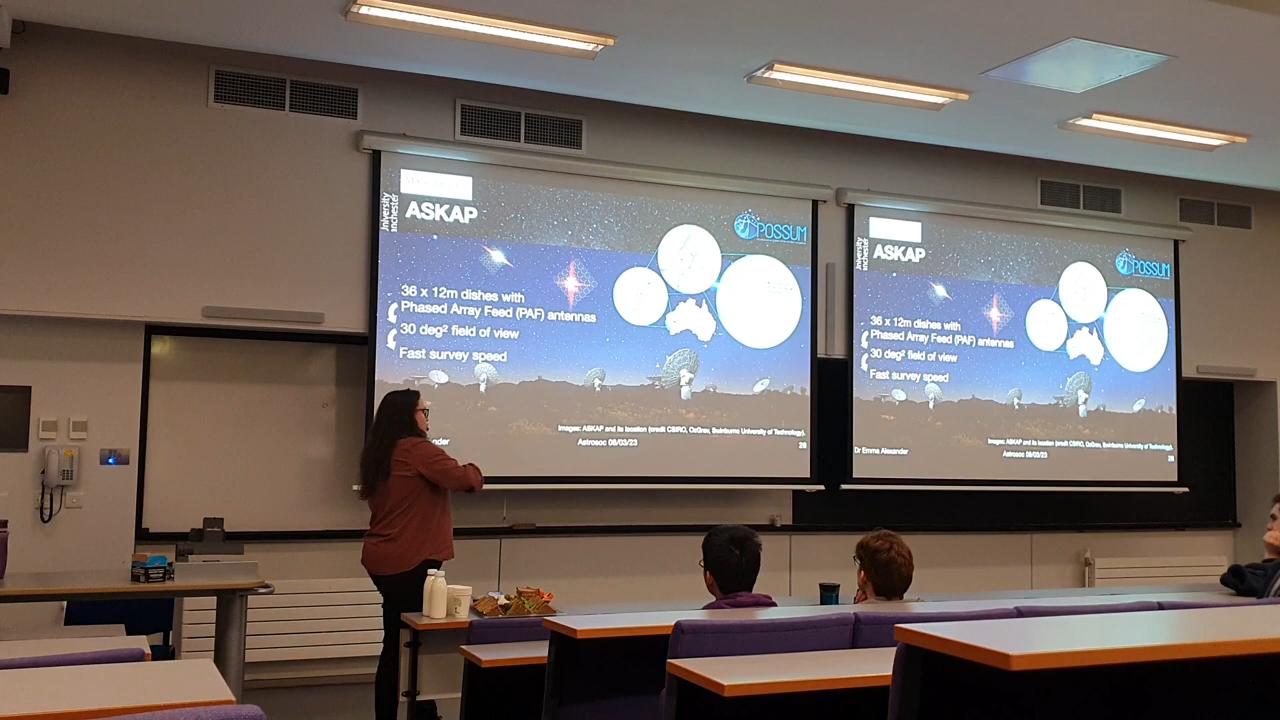 University
ASKAP
POSSUM
36 x 12m dishes with
Phased Array Feed (PAF) antennas
30 deg² field of view
Fast survey speed
Images: ASKAP and its location (credit CSIRO, OzGrav, Swinburne University of Technology).
Astrosoc 08/03/23
28
University
ASKAP
POSSUM
36 x 12m dishes with
Phased Array Feed (PAF) antennas
30 deg² field of view
Fast survey speed
Images: ASKAP and its location (credit CSIRO, OzGrav, Swinburne University of Technology).
Dr Emma Alexander
Astrosoc 08/03/23
28